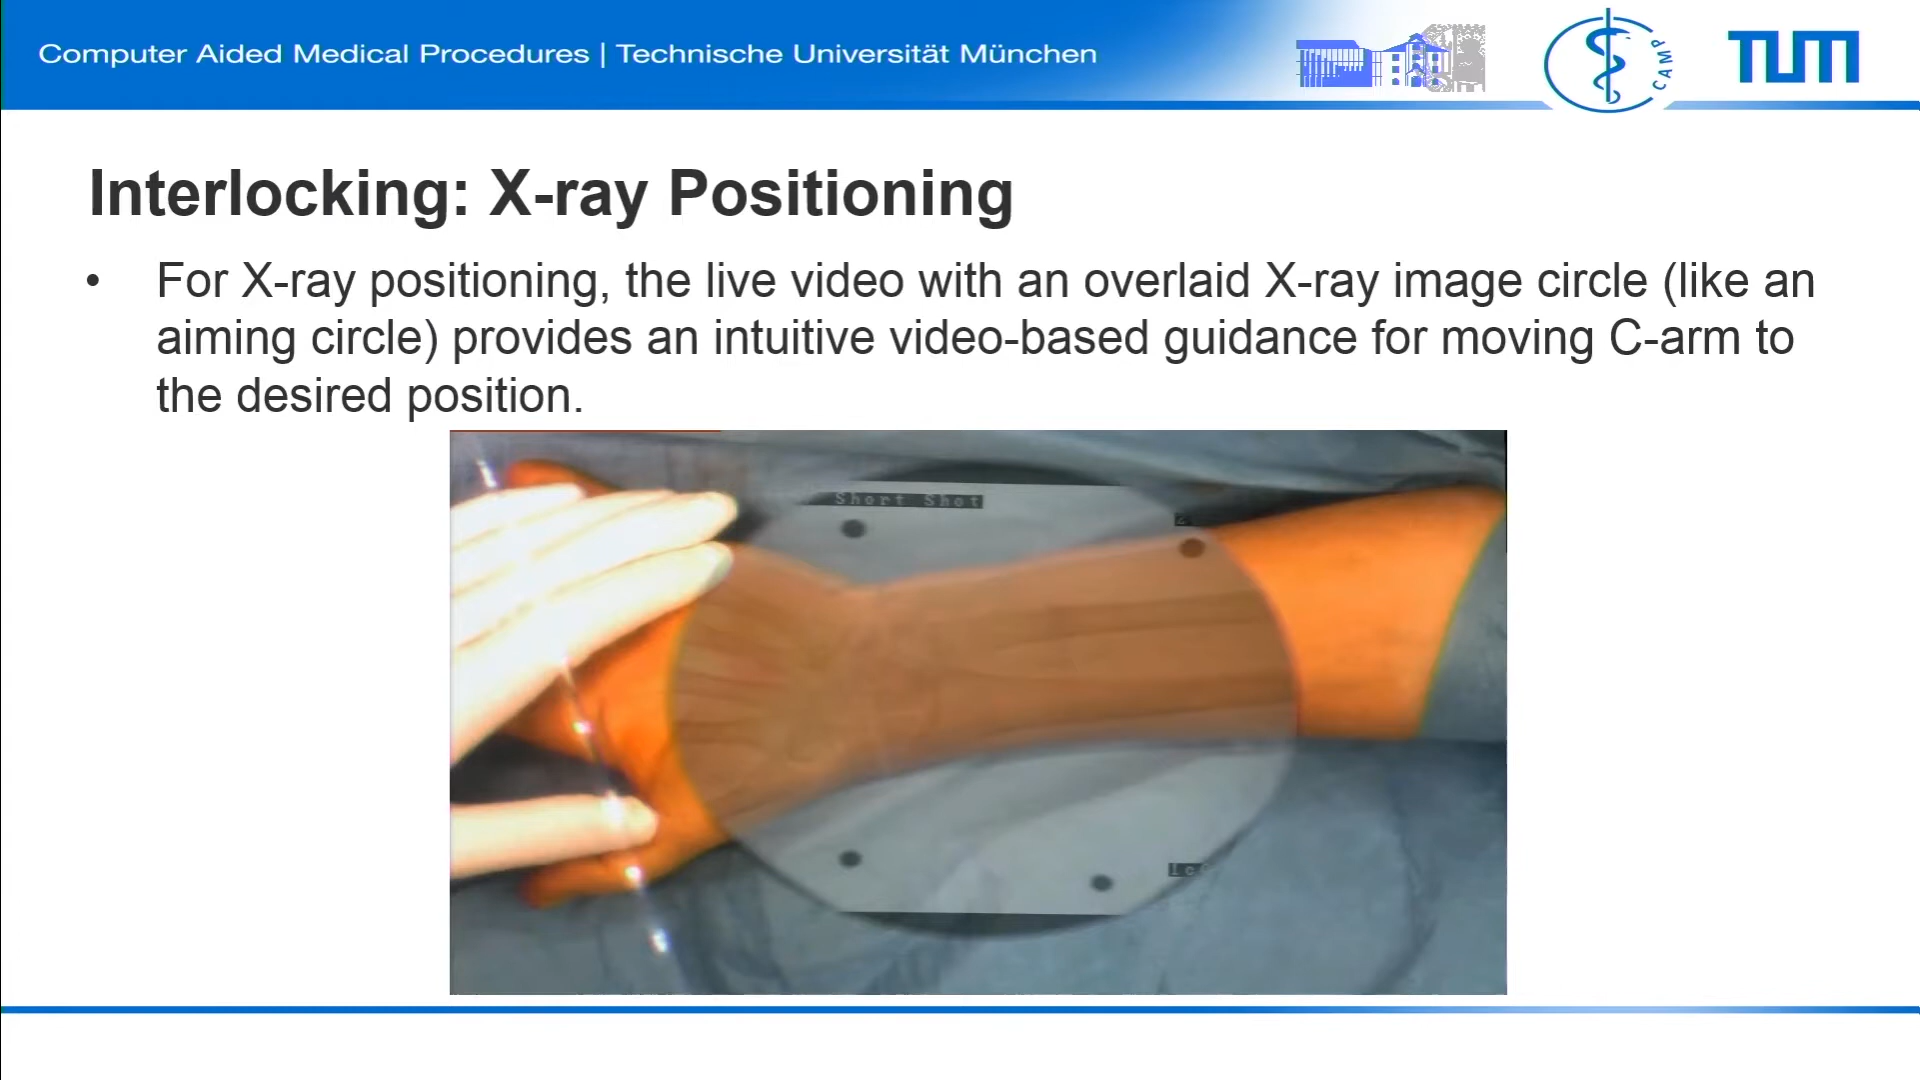 Computer Aided Medical Procedures | Technische Universität München
CAMP
TUM
Interlocking: X-ray Positioning
• For X-ray positioning, the live video with an overlaid X-ray image circle (like an
aiming circle) provides an intuitive video-based guidance for moving C-arm to
the desired position.
Short Shot